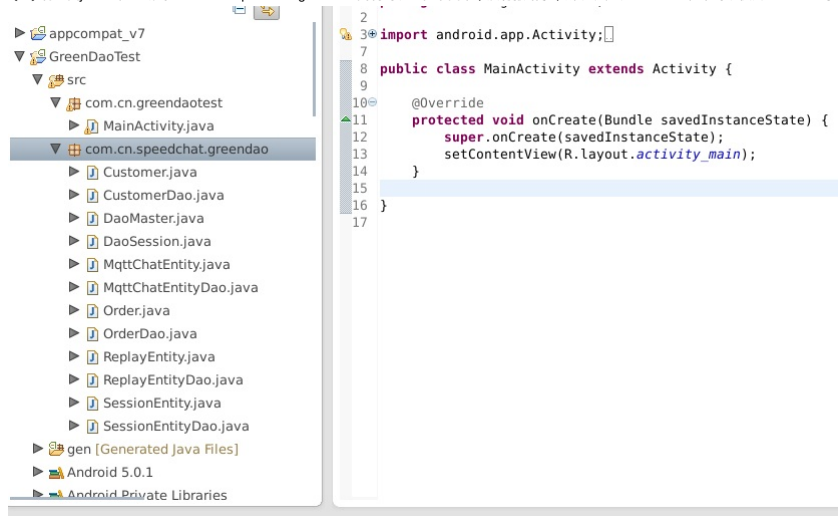 appcompat_v7
GreenDaoTest
src
com.cn.greendaotest
MainActivity.java
com.cn.speedchat.greendao
Customer.java
CustomerDao.java
DaoMaster.java
DaoSession.java
MqttChatEntity.java
MqttChatEntityDao.java
Order.java
OrderDao.java
ReplayEntity.java
ReplayEntityDao.java
SessionEntity.java
SessionEntityDao.java
gen [Generated Java Files]
Android 5.0.1
Android Private Libraries
2
3 import android.app.Activity;
7
8 public class MainActivity extends Activity {
9
10 @Override
11 protected void onCreate(Bundle savedInstanceState) {
12 super.onCreate(savedInstanceState);
13 setContentView(R.layout.activity_main);
14 }
15
16 }
17